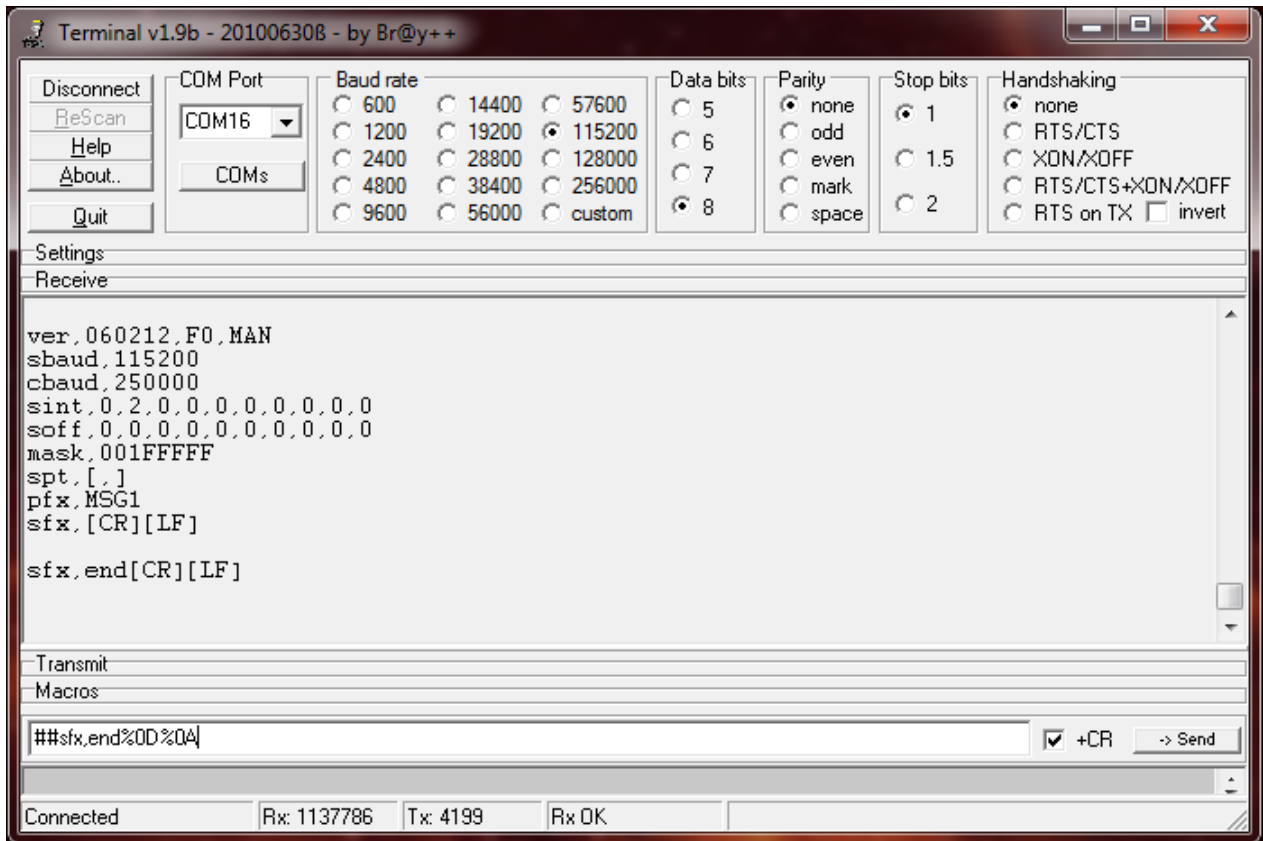 Terminal v1.9b - 20100630ß - by Br@y++
Disconnect
ReScan
Help
About..
Quit
COM Port
COM16
COMs
Baud rate
600 14400 57600
1200 19200 115200
2400 28800 128000
4800 38400 256000
9600 56000 custom
Data bits
5
6
7
8
Parity
none
odd
even
mark
space
Stop bits
1
1.5
2
Handshaking
none
RTS/CTS
XON/XOFF
RTS/CTS+XON/XOFF
RTS on TX invert
Settings
Receive
ver,060212,F0,MAN
sbaud,115200
cbaud,250000
sint,0,2,0,0,0,0,0,0,0,0
soff,0,0,0,0,0,0,0,0,0,0
mask,001FFFFF
spt,[,]
pfx,MSG1
sfx,[CR][LF]
sfx,end[CR][LF]
Transmit
Macros
##sfx,end%0D%0A +CR -> Send
Connected Rx: 1137786 Tx: 4199 Rx OK